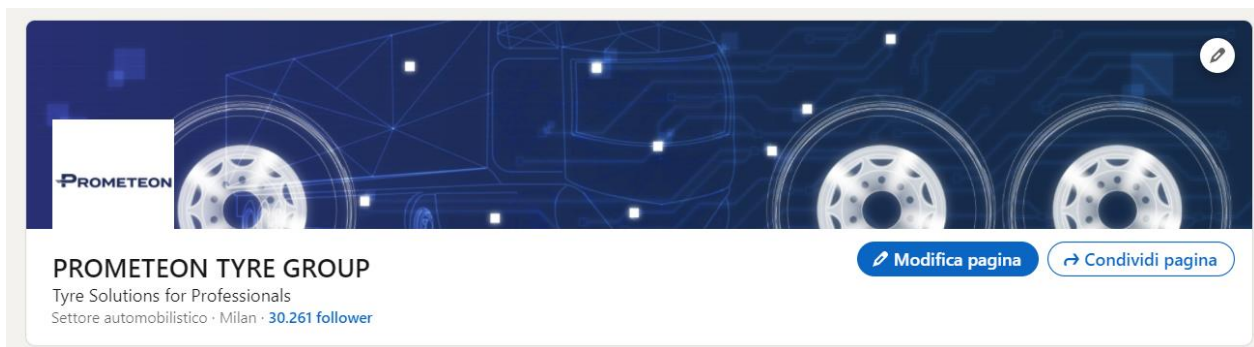 PROMETEON
PROMETEON TYRE GROUP
Tyre Solutions for Professionals
Settore automobilistico · Milan · 30.261 follower
Modifica pagina
Condividi pagina